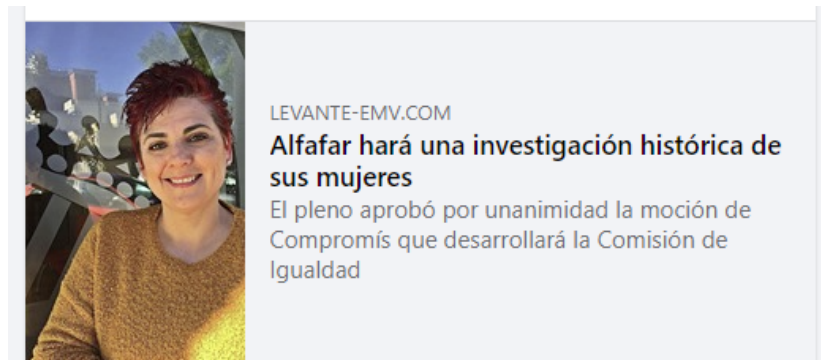 LEVANTE-EMV.COM
Alfafar hará una investigación histórica de
sus mujeres
El pleno aprobó por unanimidad la moción de
Compromís que desarrollará la Comisión de
Igualdad